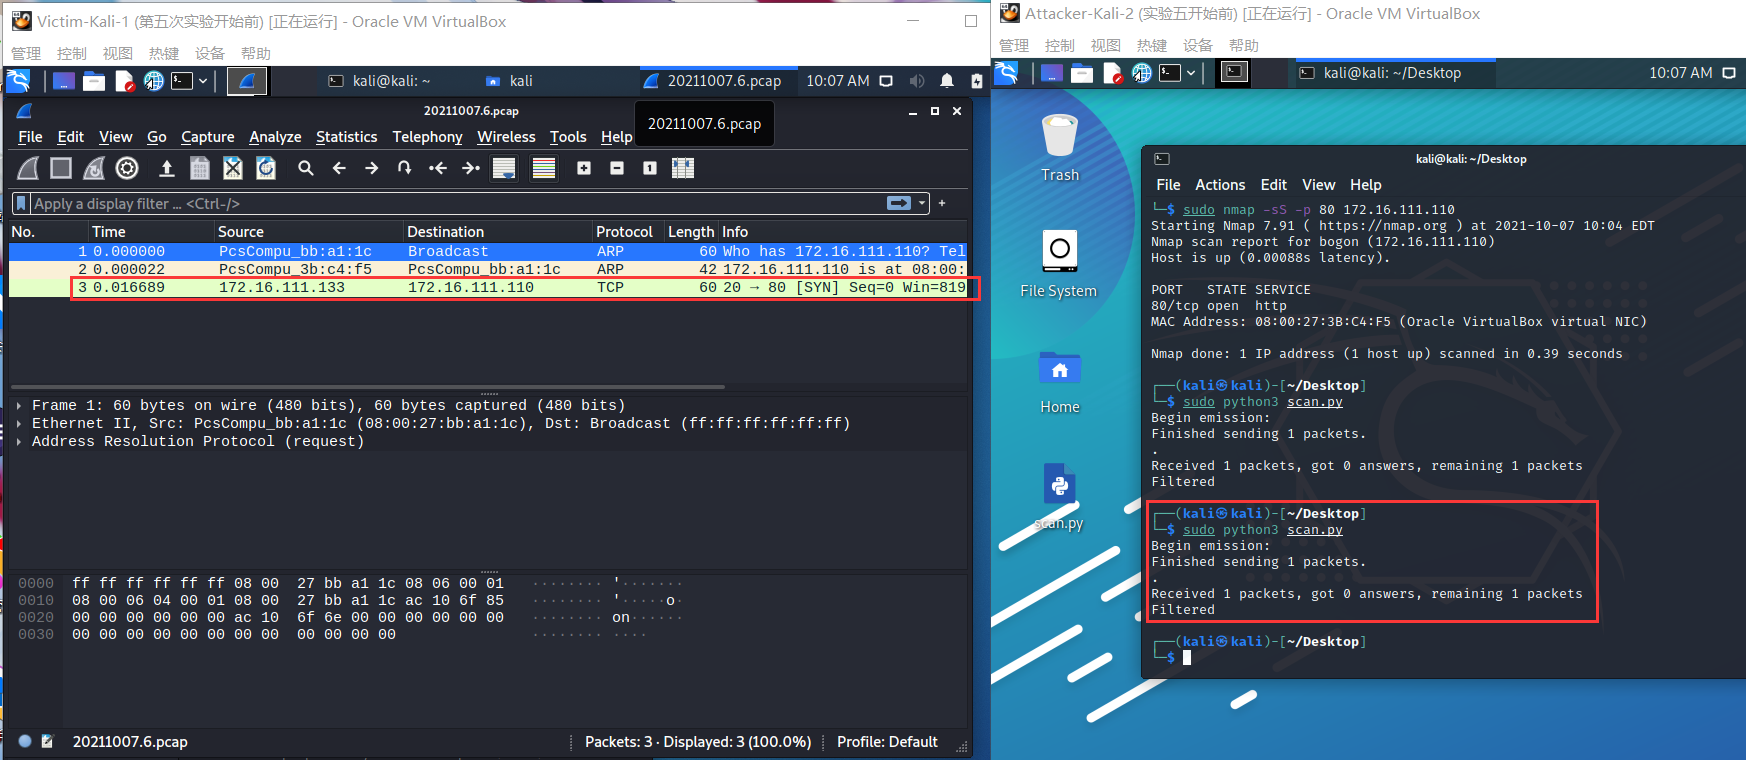 Victim-Kali-1 (第五次实验开始前) [正在运行] - Oracle VM VirtualBox
管理 控制 视图 热键 设备 帮助
kali@kali: ~ kali 20211007.6.pcap 10:07 AM
20211007.6.pcap
20211007.6.pcap
File Edit View Go Capture Analyze Statistics Telephony Wireless Tools Help
Apply a display filter … <Ctrl-/>
No. Time Source Destination Protocol Length Info
1 0.000000 PcsCompu_bb:a1:1c Broadcast ARP 60 Who has 172.16.111.110? Tel
2 0.000022 PcsCompu_3b:c4:f5 PcsCompu_bb:a1:1c ARP 42 172.16.111.110 is at 08:00:
3 0.016689 172.16.111.133 172.16.111.110 TCP 60 20 → 80 [SYN] Seq=0 Win=819
Frame 1: 60 bytes on wire (480 bits), 60 bytes captured (480 bits)
Ethernet II, Src: PcsCompu_bb:a1:1c (08:00:27:bb:a1:1c), Dst: Broadcast (ff:ff:ff:ff:ff:ff)
Address Resolution Protocol (request)
0000 ff ff ff ff ff ff 08 00 27 bb a1 1c 08 06 00 01 ········ '·······
0010 08 00 06 04 00 01 08 00 27 bb a1 1c ac 10 6f 85 ········ '·····o·
0020 00 00 00 00 00 00 ac 10 6f 6e 00 00 00 00 00 00 ········ on······
0030 00 00 00 00 00 00 00 00 00 00 00 00 ········ ····
20211007.6.pcap Packets: 3 · Displayed: 3 (100.0%) Profile: Default
Attacker-Kali-2 (实验五开始前) [正在运行] - Oracle VM VirtualBox
管理 控制 视图 热键 设备 帮助
kali@kali: ~/Desktop 10:07 AM
Trash
File System
Home
scan.py
kali@kali: ~/Desktop
File Actions Edit View Help
└─$ sudo nmap -sS -p 80 172.16.111.110
Starting Nmap 7.91 ( https://nmap.org ) at 2021-10-07 10:04 EDT
Nmap scan report for bogon (172.16.111.110)
Host is up (0.00088s latency).
PORT STATE SERVICE
80/tcp open http
MAC Address: 08:00:27:3B:C4:F5 (Oracle VirtualBox virtual NIC)
Nmap done: 1 IP address (1 host up) scanned in 0.39 seconds
┌──(kali㉿kali)-[~/Desktop]
└─$ sudo python3 scan.py
Begin emission:
Finished sending 1 packets.
.
Received 1 packets, got 0 answers, remaining 1 packets
Filtered
┌──(kali㉿kali)-[~/Desktop]
└─$ sudo python3 scan.py
Begin emission:
Finished sending 1 packets.
.
Received 1 packets, got 0 answers, remaining 1 packets
Filtered
┌──(kali㉿kali)-[~/Desktop]
└─$